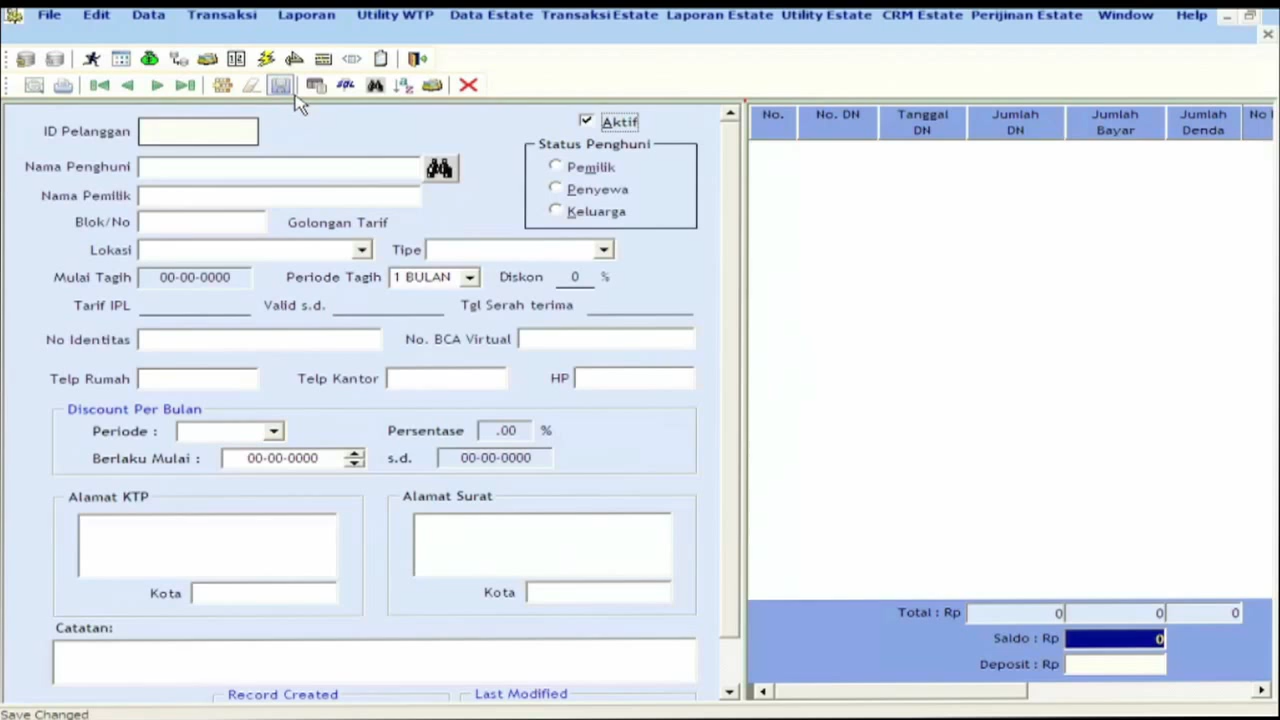 File Edit Data Transaksi Laporan Utility WTP Data Estate Transaksi Estate Laporan Estate Utility Estate CRM Estate Perijinan Estate Window Help
SQL
ID Pelanggan
Aktif
Status Penghuni
Nama Penghuni
Pemilik
Nama Pemilik
Penyewa
Blok/No Golongan Tarif
Keluarga
Lokasi Tipe
Mulai Tagih 00-00-0000 Periode Tagih 1 BULAN Diskon 0 %
Tarif IPL Valid s.d. Tgl Serah terima
No Identitas No. BCA Virtual
Telp Rumah Telp Kantor HP
Discount Per Bulan
Periode : Persentase .00 %
Berlaku Mulai : 00-00-0000 s.d. 00-00-0000
Alamat KTP Alamat Surat
Kota Kota
Catatan:
Record Created Last Modified
No. No. DN Tanggal DN Jumlah DN Jumlah Bayar Jumlah Denda
Total : Rp 0 0 0
Saldo : Rp 0
Deposit : Rp
Save Changed